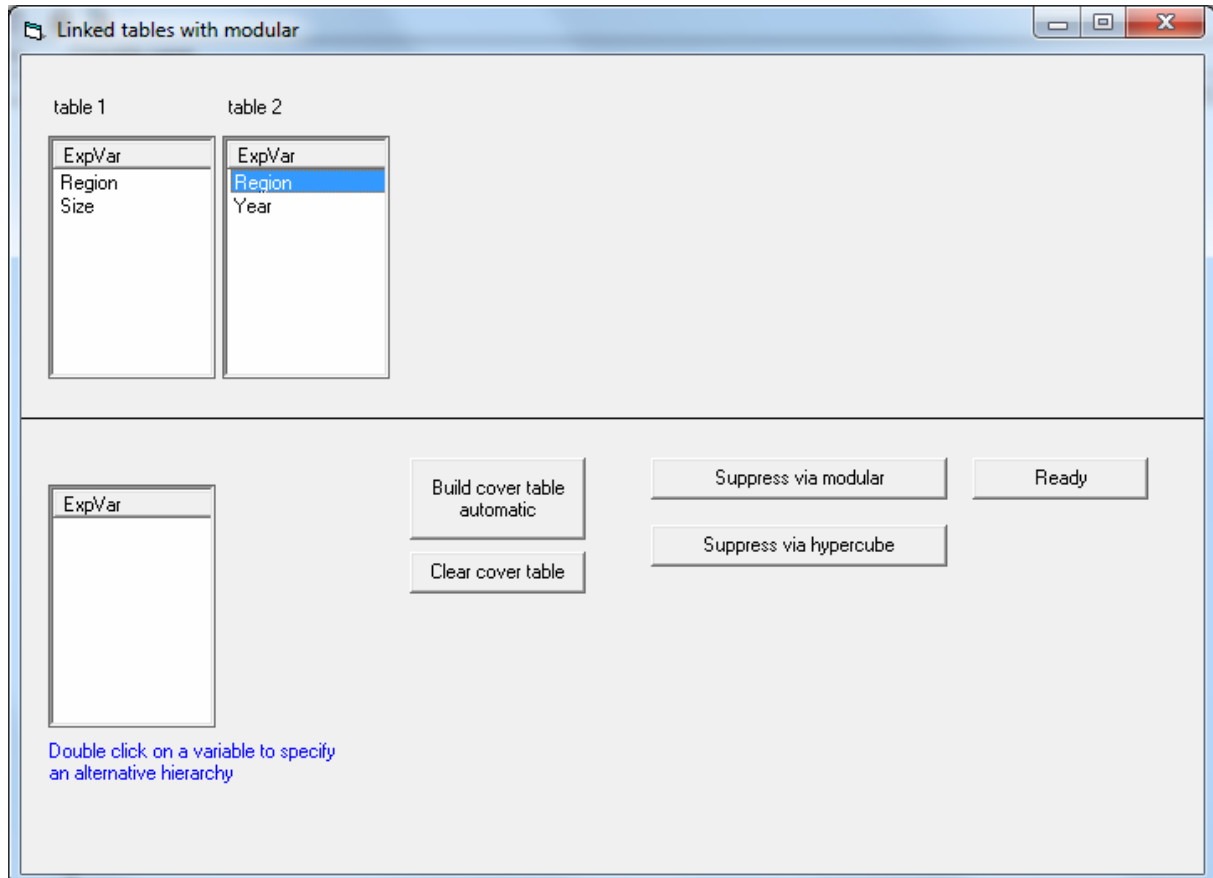 Linked tables with modular
table 1
table 2
ExpVar
Region
Size
ExpVar
Region
Year
ExpVar
Build cover table
automatic
Clear cover table
Suppress via modular
Suppress via hypercube
Ready
Double click on a variable to specify
an alternative hierarchy